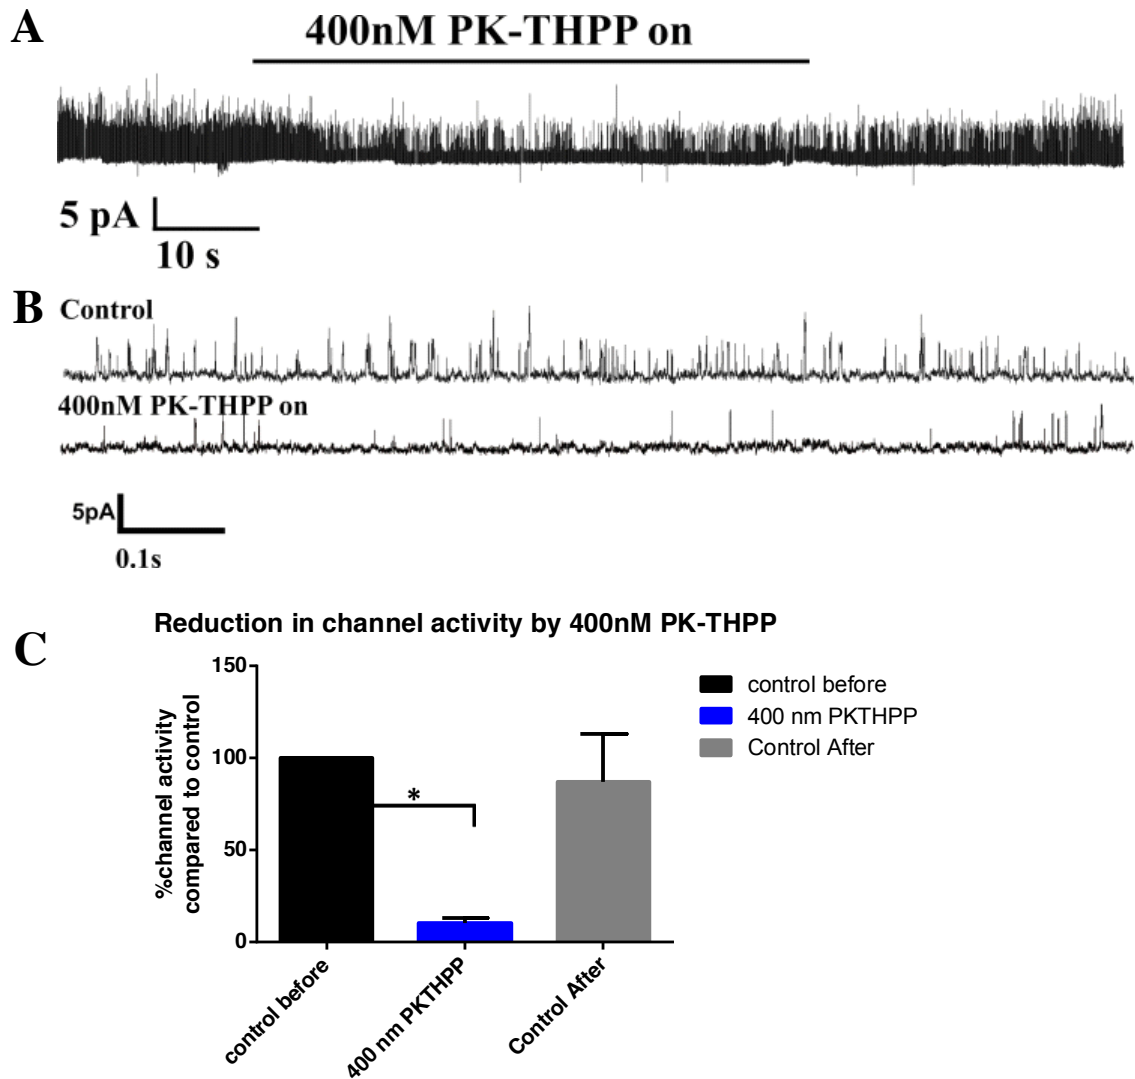 A
400nM PK-THPP on
5 pA
10 s
B
Control
400nM PK-THPP on
5pA
0.1s
C
Reduction in channel activity by 400nM PK-THPP
%channel activity
compared to control
150
100
50
0
*
control before
400 nm PKTHPP
Control After
control before
400 nm PKTHPP
Control After